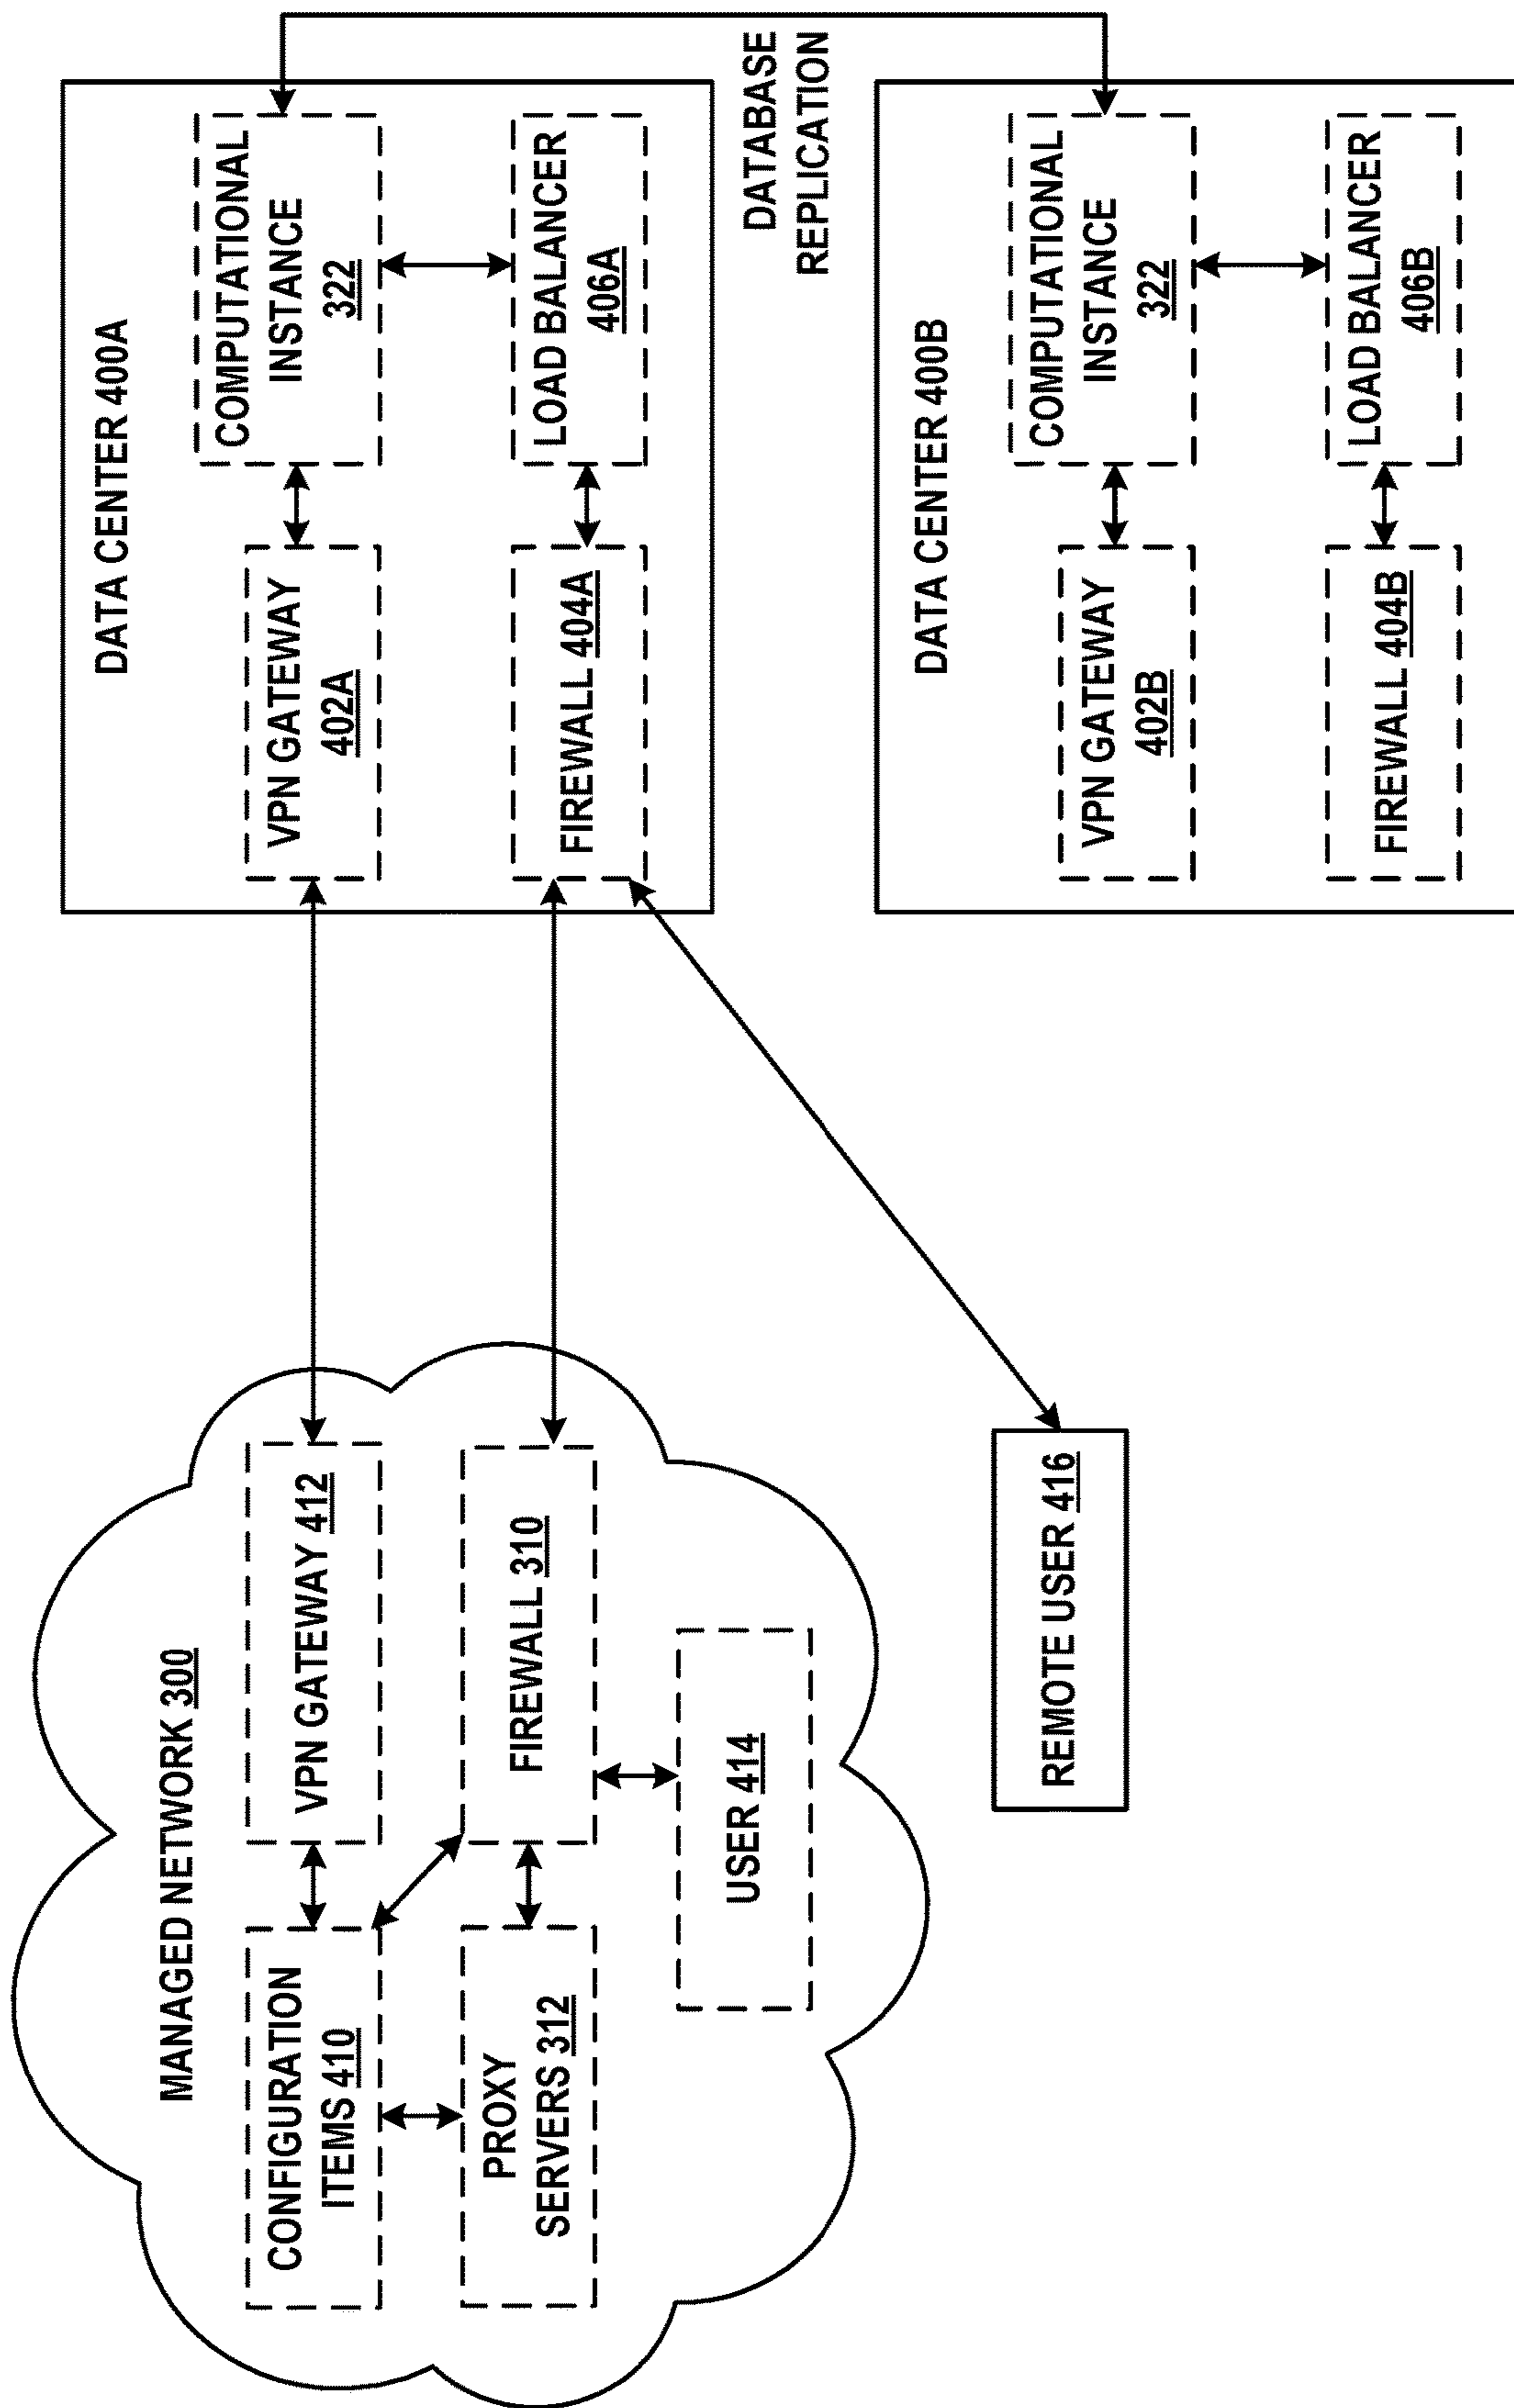 MANAGED NETWORK 300
CONFIGURATION
ITEMS 410
VPN GATEWAY 412
PROXY
SERVERS 312
FIREWALL 310
USER 414
REMOTE USER 416
DATA CENTER 400A
VPN GATEWAY
402A
COMPUTATIONAL
INSTANCE
322
FIREWALL 404A
LOAD BALANCER
406A
DATABASE
REPLICATION
DATA CENTER 400B
VPN GATEWAY
402B
COMPUTATIONAL
INSTANCE
322
FIREWALL 404B
LOAD BALANCER
406B